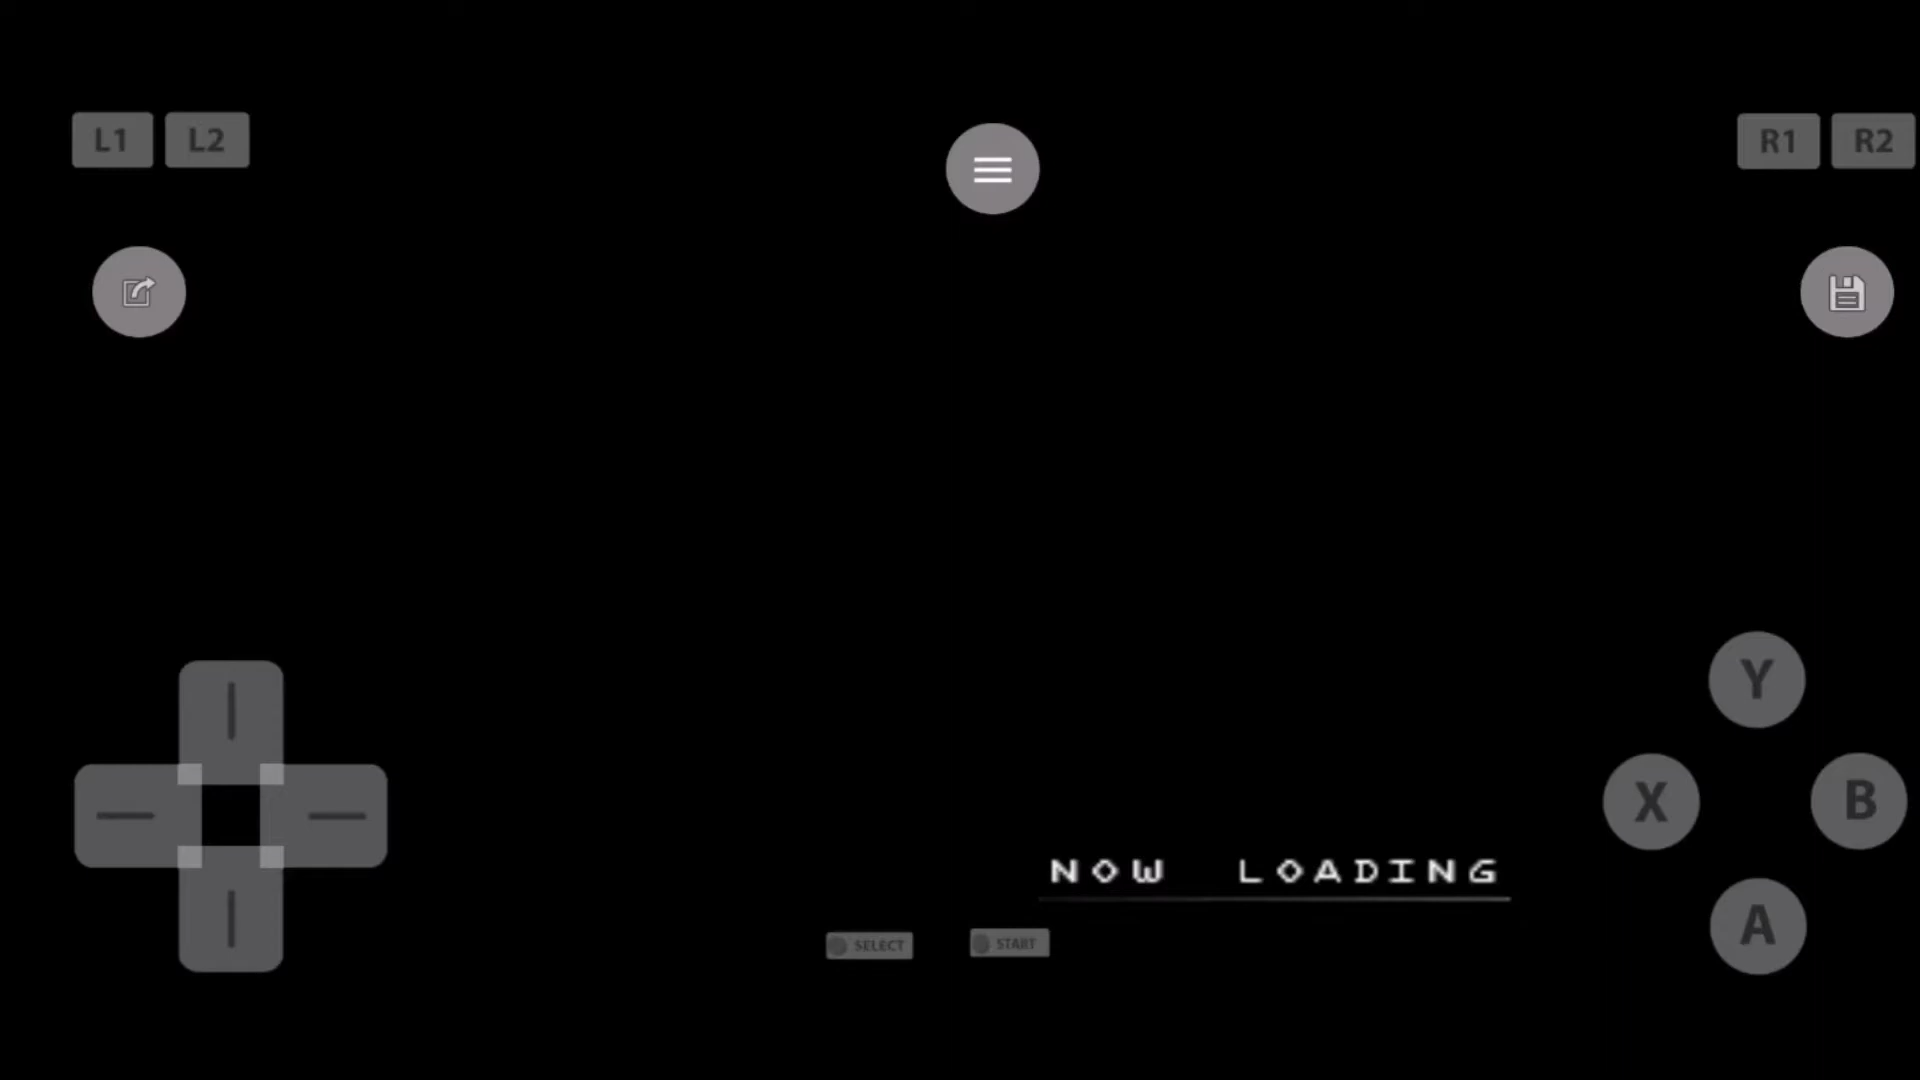 L1 L2
R1 R2
Y
X B
NOW LOADING
A
SELECT START